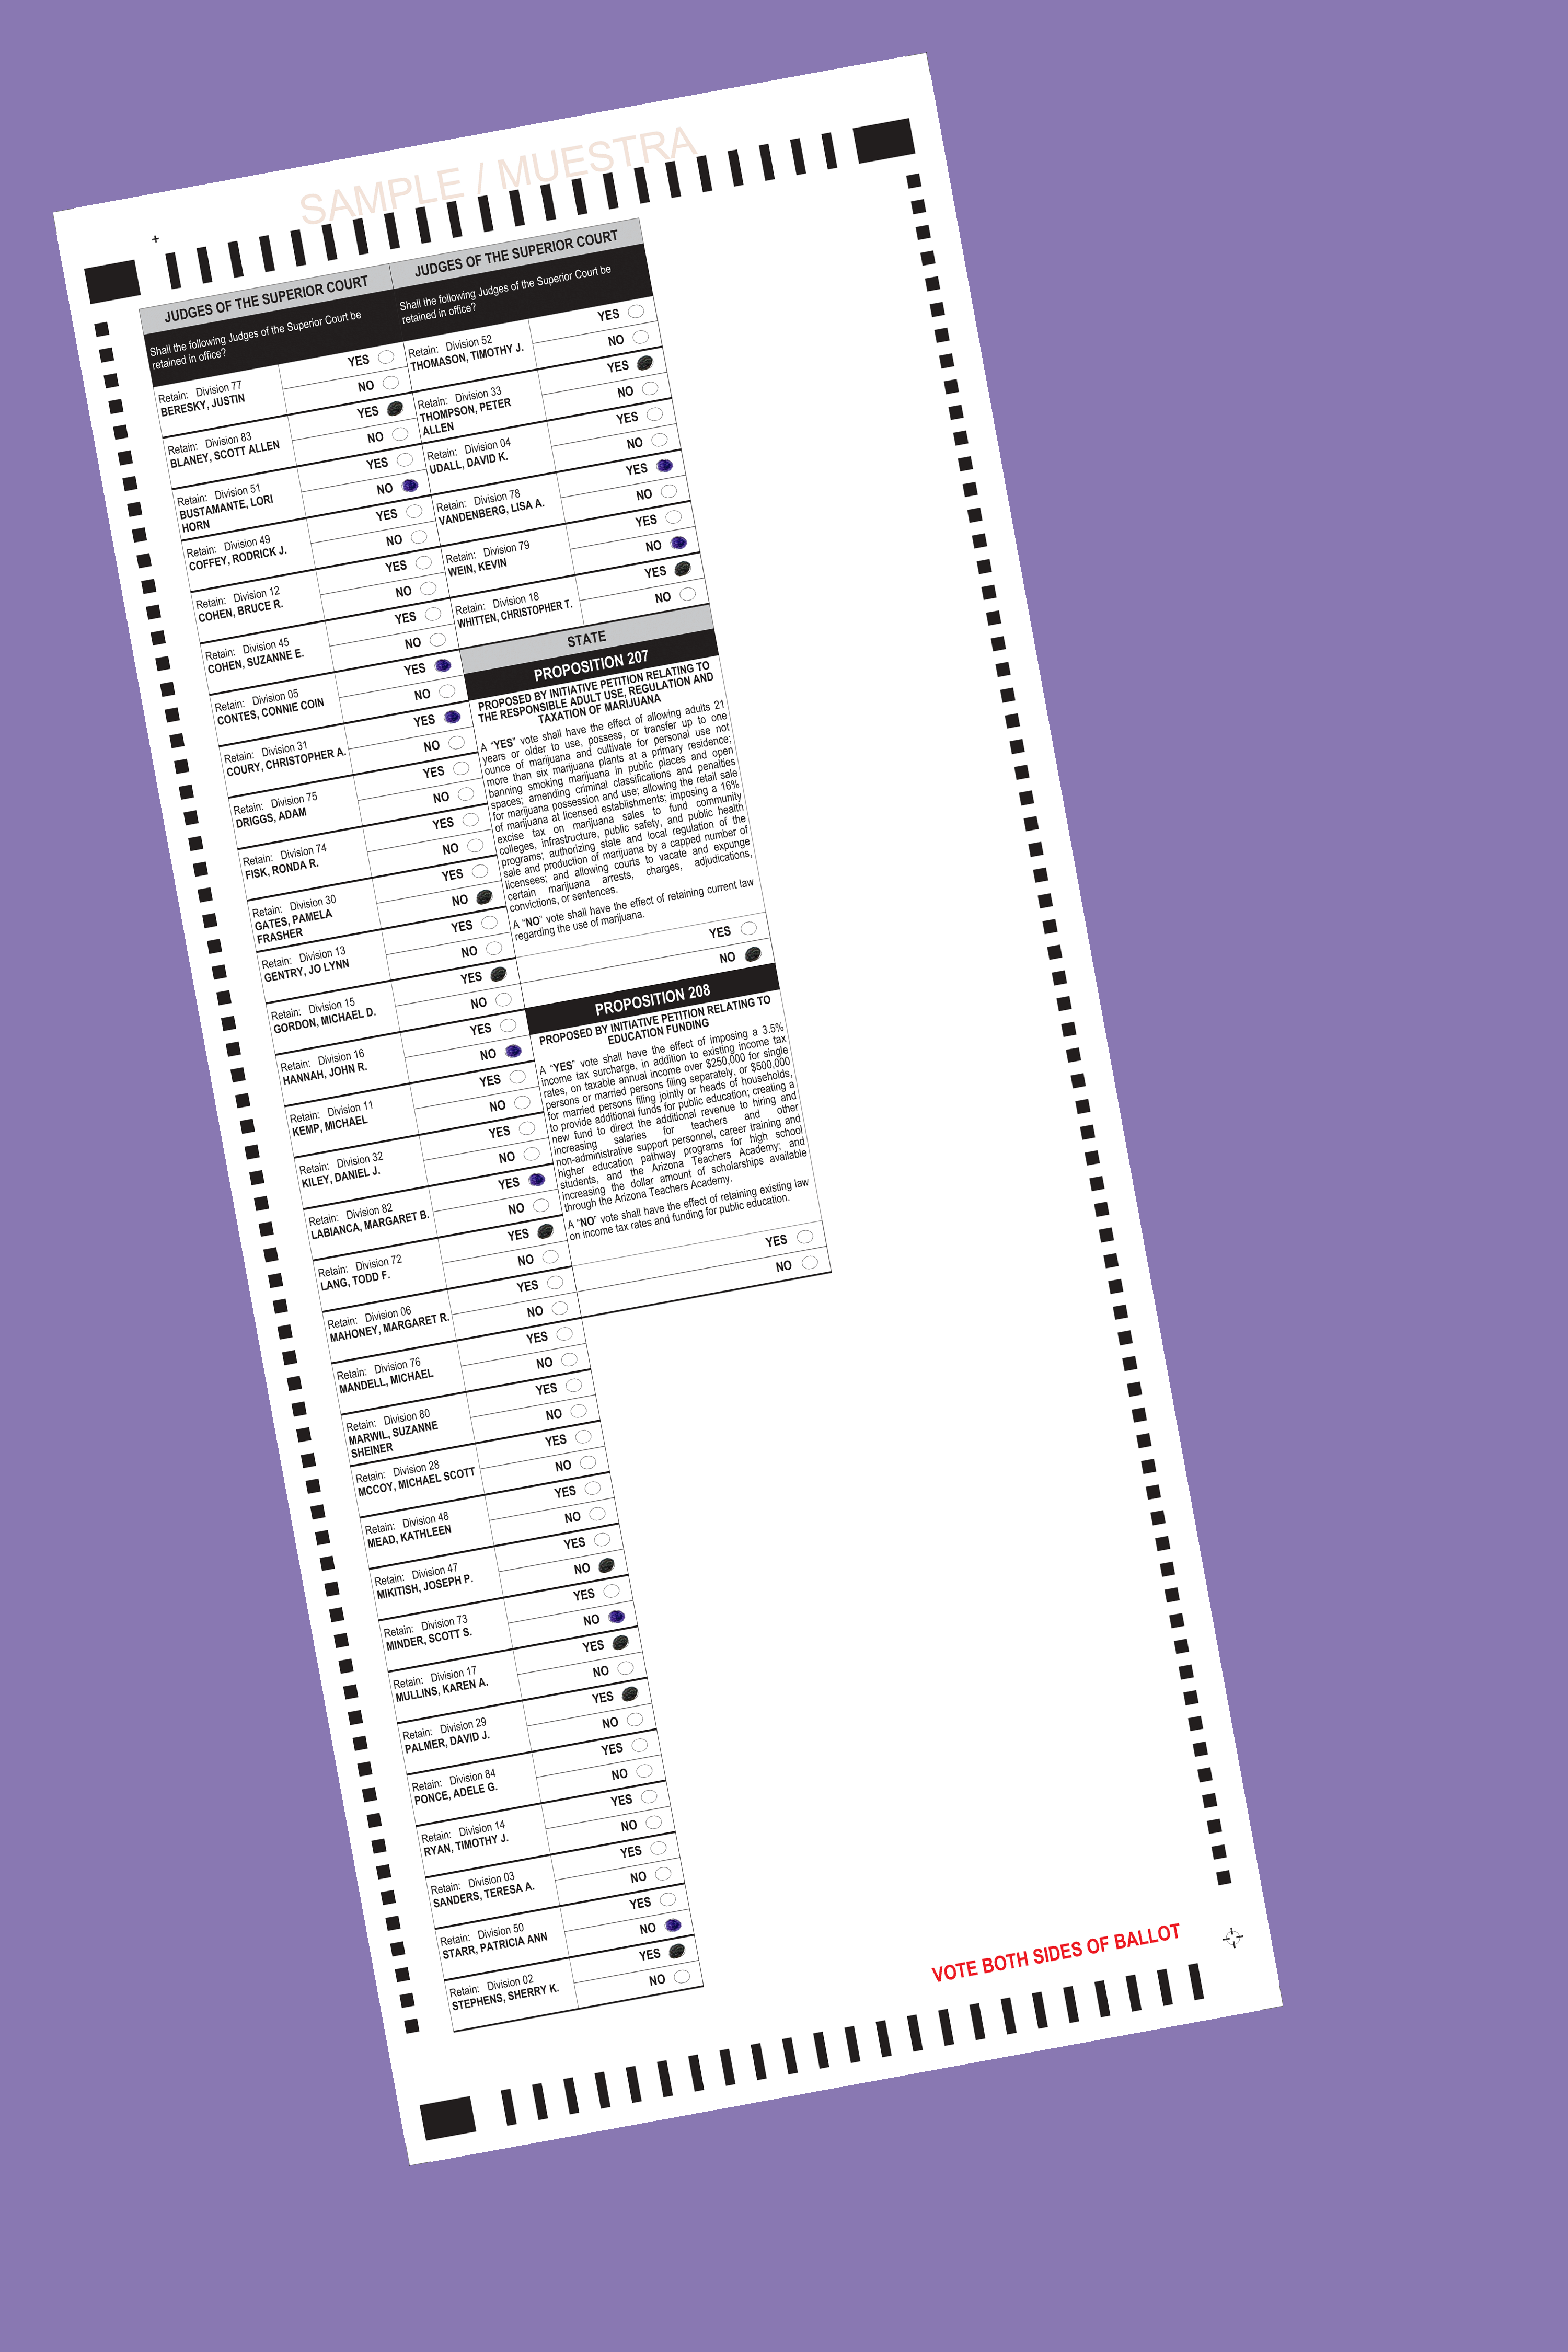 SAMPLE / MUESTRA
JUDGES OF THE SUPERIOR COURT
Shall the following Judges of the Superior Court be
retained in office?
Retain: Division 77
BERESKY, JUSTIN
YES
NO
Retain: Division 83
BLANEY, SCOTT ALLEN
YES
NO
Retain: Division 51
BUSTAMANTE, LORI
HORN
YES
NO
Retain: Division 49
COFFEY, RODRICK J.
YES
NO
Retain: Division 12
COHEN, BRUCE R.
YES
NO
Retain: Division 45
COHEN, SUZANNE E.
YES
NO
Retain: Division 05
CONTES, CONNIE COIN
YES
NO
Retain: Division 31
COURY, CHRISTOPHER A.
YES
NO
Retain: Division 75
DRIGGS, ADAM
YES
NO
Retain: Division 74
FISK, RONDA R.
YES
NO
Retain: Division 30
GATES, PAMELA
FRASHER
YES
NO
Retain: Division 13
GENTRY, JO LYNN
YES
NO
Retain: Division 15
GORDON, MICHAEL D.
YES
NO
Retain: Division 16
HANNAH, JOHN R.
YES
NO
Retain: Division 11
KEMP, MICHAEL
YES
NO
Retain: Division 32
KILEY, DANIEL J.
YES
NO
Retain: Division 82
LABIANCA, MARGARET B.
YES
NO
Retain: Division 72
LANG, TODD F.
YES
NO
Retain: Division 06
MAHONEY, MARGARET R.
YES
NO
Retain: Division 76
MANDELL, MICHAEL
YES
NO
Retain: Division 80
MARWIL, SUZANNE
SHEINER
YES
NO
Retain: Division 28
MCCOY, MICHAEL SCOTT
YES
NO
Retain: Division 48
MEAD, KATHLEEN
YES
NO
Retain: Division 47
MIKITISH, JOSEPH P.
YES
NO
Retain: Division 73
MINDER, SCOTT S.
YES
NO
Retain: Division 17
MULLINS, KAREN A.
YES
NO
Retain: Division 29
PALMER, DAVID J.
YES
NO
Retain: Division 84
PONCE, ADELE G.
YES
NO
Retain: Division 14
RYAN, TIMOTHY J.
YES
NO
Retain: Division 03
SANDERS, TERESA A.
YES
NO
Retain: Division 50
STARR, PATRICIA ANN
YES
NO
Retain: Division 02
STEPHENS, SHERRY K.
YES
NO
JUDGES OF THE SUPERIOR COURT
Shall the following Judges of the Superior Court be
retained in office?
Retain: Division 52
THOMASON, TIMOTHY J.
YES
NO
Retain: Division 33
THOMPSON, PETER
ALLEN
YES
NO
Retain: Division 04
UDALL, DAVID K.
YES
NO
Retain: Division 78
VANDENBERG, LISA A.
YES
NO
Retain: Division 79
WEIN, KEVIN
YES
NO
Retain: Division 18
WHITTEN, CHRISTOPHER T.
YES
NO
STATE
PROPOSITION 207
PROPOSED BY INITIATIVE PETITION RELATING TO
THE RESPONSIBLE ADULT USE, REGULATION AND
TAXATION OF MARIJUANA
A “YES” vote shall have the effect of allowing adults 21
years or older to use, possess, or transfer up to one
ounce of marijuana and cultivate for personal use not
more than six marijuana plants at a primary residence;
banning smoking marijuana in public places and open
spaces; amending criminal classifications and penalties
for marijuana possession and use; allowing the retail sale
of marijuana at licensed establishments; imposing a 16%
excise tax on marijuana sales to fund community
colleges, infrastructure, public safety, and public health
programs; authorizing state and local regulation of the
sale and production of marijuana by a capped number of
licensees; and allowing courts to vacate and expunge
certain marijuana arrests, charges, adjudications,
convictions, or sentences.
A “NO” vote shall have the effect of retaining current law
regarding the use of marijuana.
YES
NO
PROPOSITION 208
PROPOSED BY INITIATIVE PETITION RELATING TO
EDUCATION FUNDING
A “YES” vote shall have the effect of imposing a 3.5%
income tax surcharge, in addition to existing income tax
rates, on taxable annual income over $250,000 for single
persons or married persons filing separately, or $500,000
for married persons filing jointly or heads of households,
to provide additional funds for public education; creating a
new fund to direct the additional revenue to hiring and
increasing salaries for teachers and other
non-administrative support personnel, career training and
higher education pathway programs for high school
students, and the Arizona Teachers Academy; and
increasing the dollar amount of scholarships available
through the Arizona Teachers Academy.
A “NO” vote shall have the effect of retaining existing law
on income tax rates and funding for public education.
YES
NO
VOTE BOTH SIDES OF BALLOT